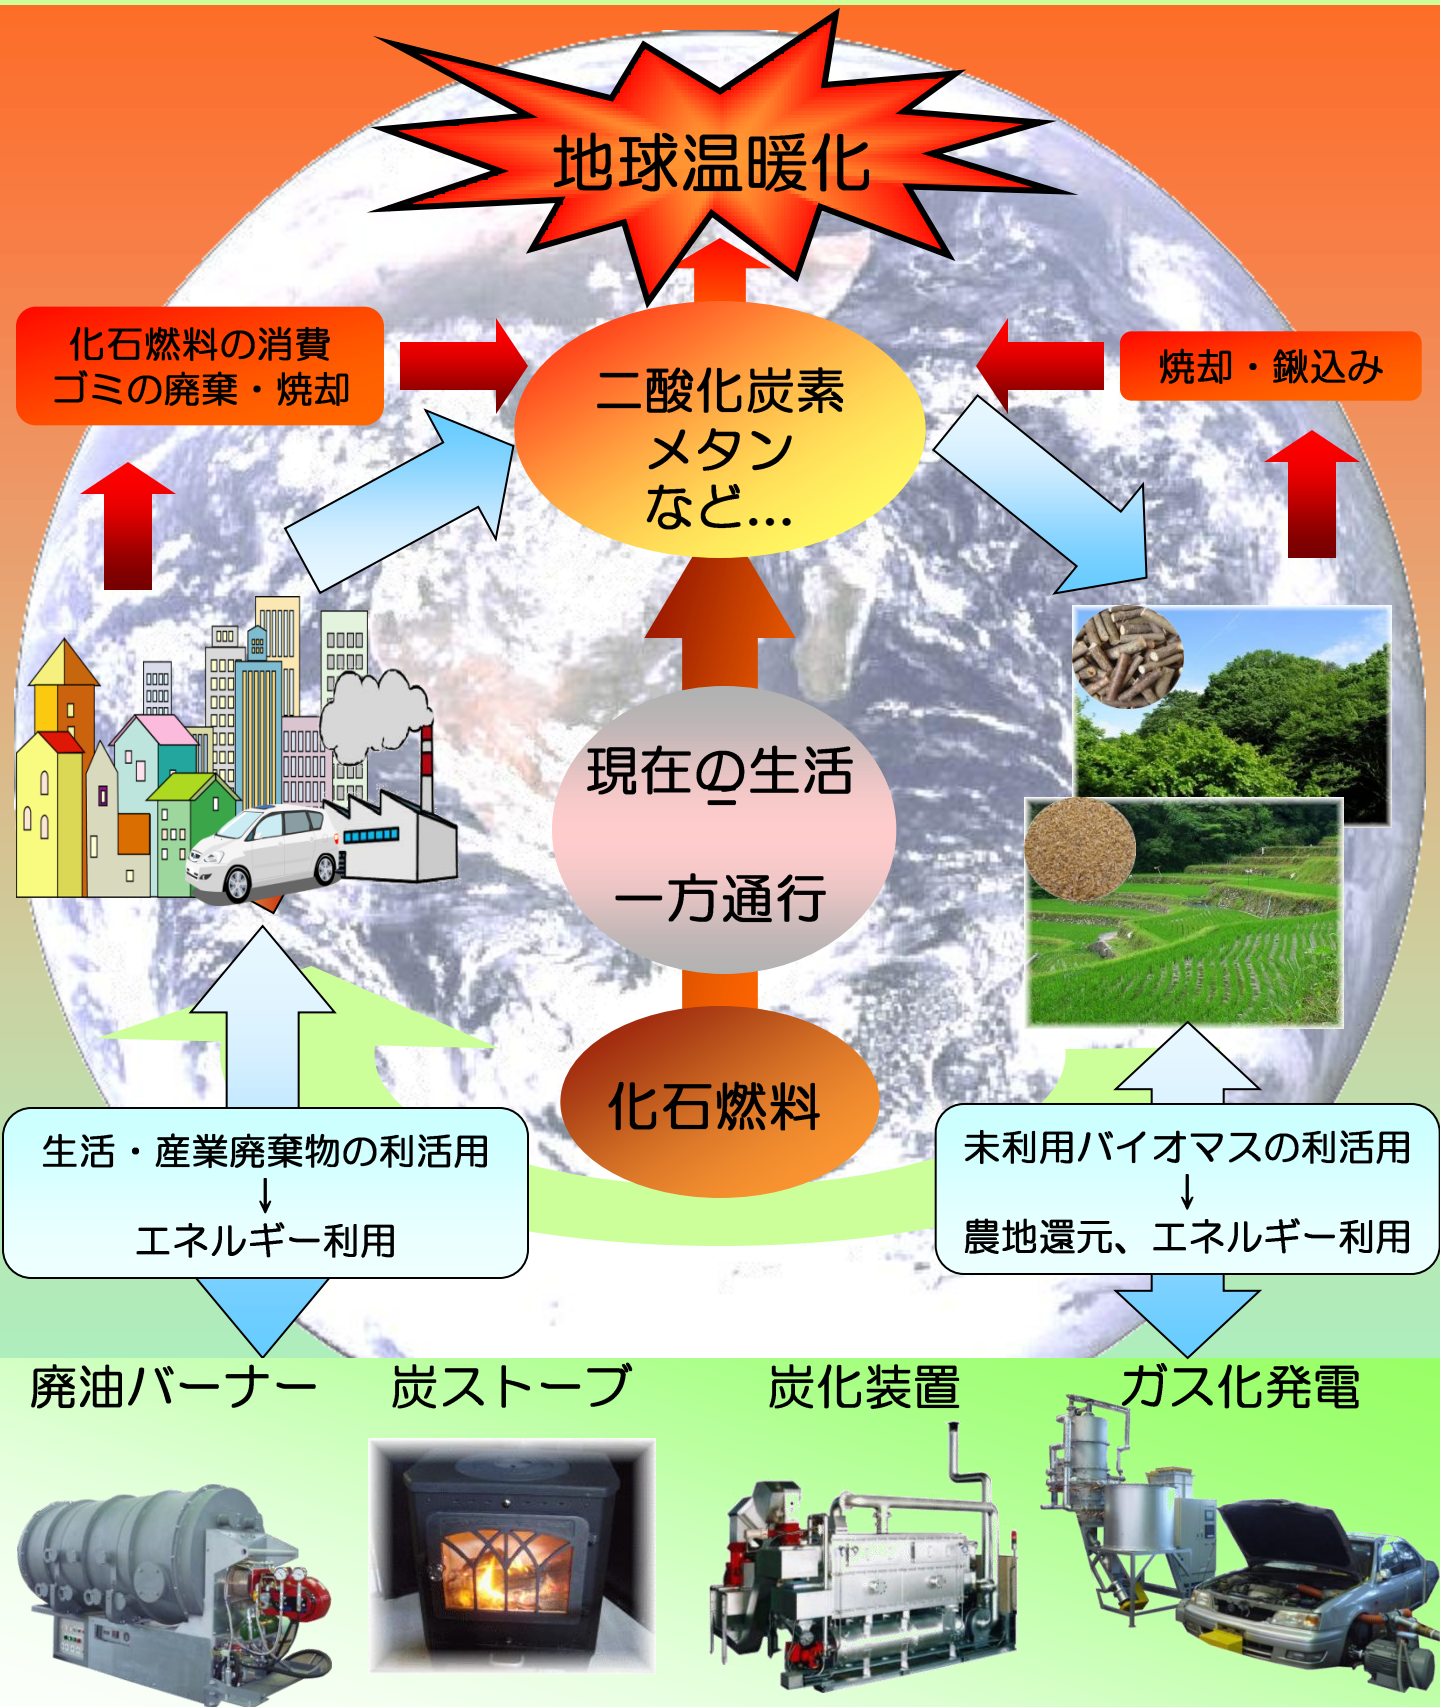 地球温暖化
化石燃料の消費
ゴミの廃棄・焼却
焼却・鍬込み
二酸化炭素
メタン
など...
現在の生活
=
一方通行
化石燃料
生活・産業廃棄物の利活用
↓
エネルギー利用
未利用バイオマスの利活用
↓
農地還元、エネルギー利用
廃油バーナー
炭ストーブ
炭化装置
ガス化発電